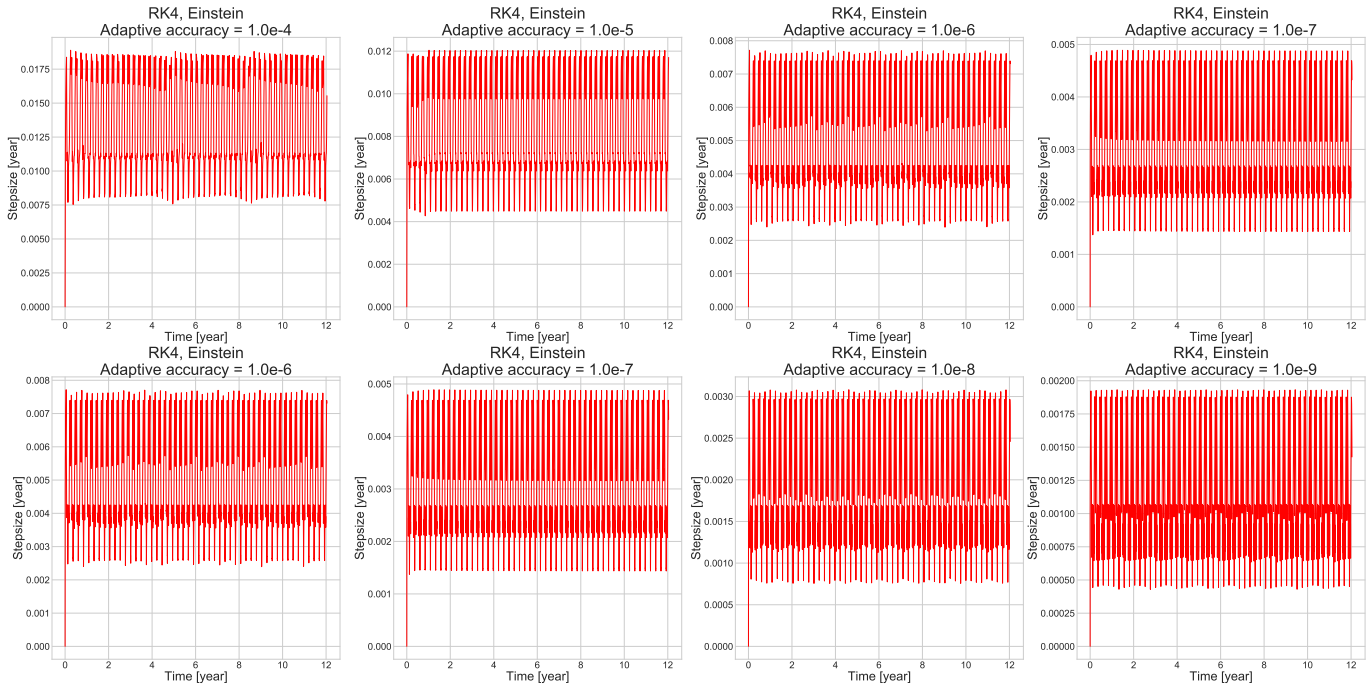 RK4, Einstein
Adaptive accuracy = 1.0e-4
0.0175
0.0150
0.0125
0.0100
0.0075
0.0050
0.0025
0.0000
Stepsize [year]
0 2 4 6 8 10 12
Time [year]
RK4, Einstein
Adaptive accuracy = 1.0e-5
0.012
0.010
0.008
0.006
0.004
0.002
0.000
Stepsize [year]
0 2 4 6 8 10 12
Time [year]
RK4, Einstein
Adaptive accuracy = 1.0e-6
0.008
0.007
0.006
0.005
0.004
0.003
0.002
0.001
0.000
Stepsize [year]
0 2 4 6 8 10 12
Time [year]
RK4, Einstein
Adaptive accuracy = 1.0e-7
0.005
0.004
0.003
0.002
0.001
0.000
Stepsize [year]
0 2 4 6 8 10 12
Time [year]
RK4, Einstein
Adaptive accuracy = 1.0e-6
0.008
0.007
0.006
0.005
0.004
0.003
0.002
0.001
0.000
Stepsize [year]
0 2 4 6 8 10 12
Time [year]
RK4, Einstein
Adaptive accuracy = 1.0e-7
0.005
0.004
0.003
0.002
0.001
0.000
Stepsize [year]
0 2 4 6 8 10 12
Time [year]
RK4, Einstein
Adaptive accuracy = 1.0e-8
0.0030
0.0025
0.0020
0.0015
0.0010
0.0005
0.0000
Stepsize [year]
0 2 4 6 8 10 12
Time [year]
RK4, Einstein
Adaptive accuracy = 1.0e-9
0.00200
0.00175
0.00150
0.00125
0.00100
0.00075
0.00050
0.00025
0.00000
Stepsize [year]
0 2 4 6 8 10 12
Time [year]